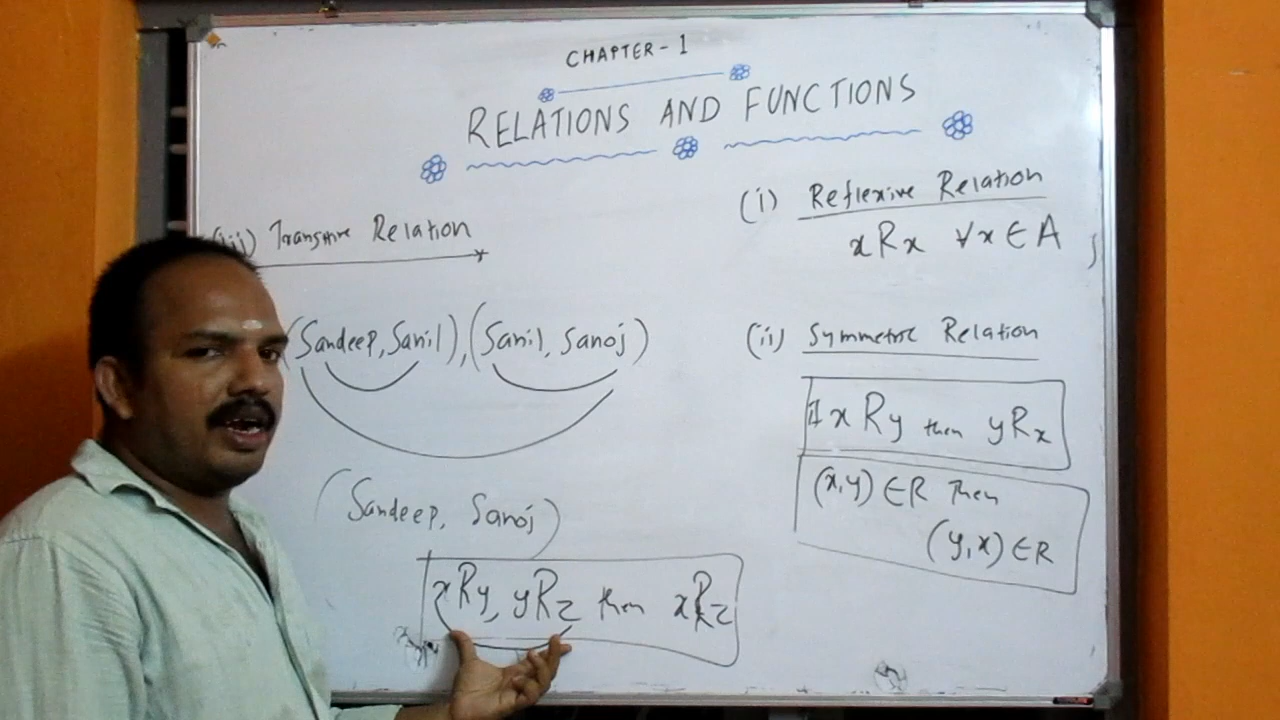 CHAPTER - 1
RELATIONS AND FUNCTIONS
(iii) Transitive Relation
(Sandeep, Sanil), (Sanil, Sanoj)
(Sandeep, Sanoj)
xRy, yRz then xRz
(i) Reflexive Relation
xRx ∀x∈A
(ii) Symmetric Relation
If xRy then yRx
(x,y) ∈R Then
(y,x) ∈R